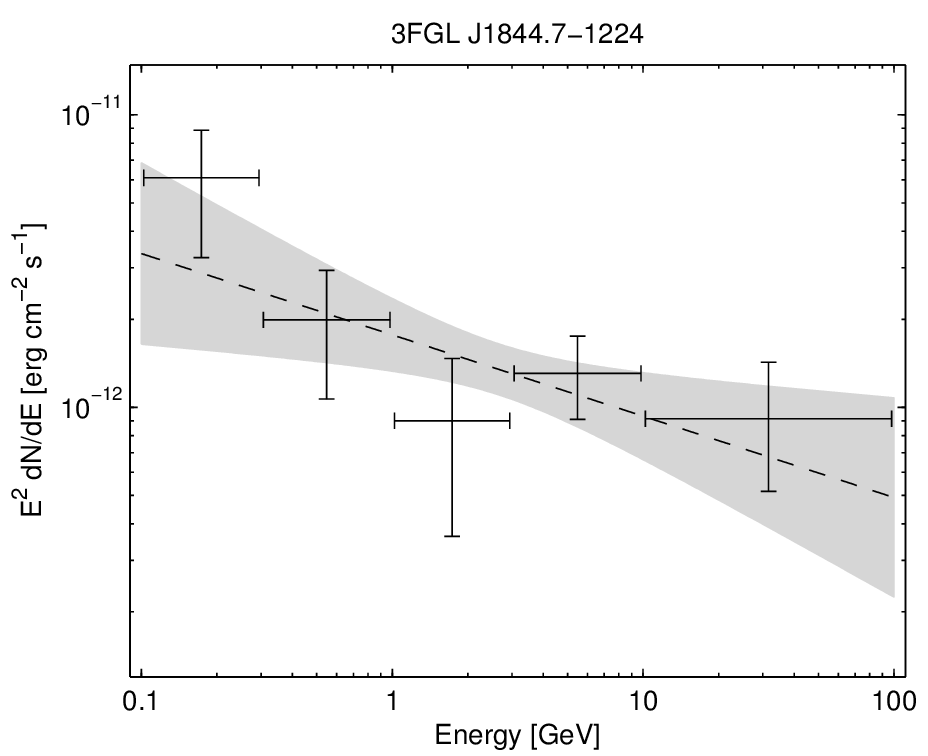 3FGL J1844.7−1224
10⁻¹¹
10⁻¹²
E² dN/dE [erg cm⁻² s⁻¹]
0.1 1 10 100
Energy [GeV]